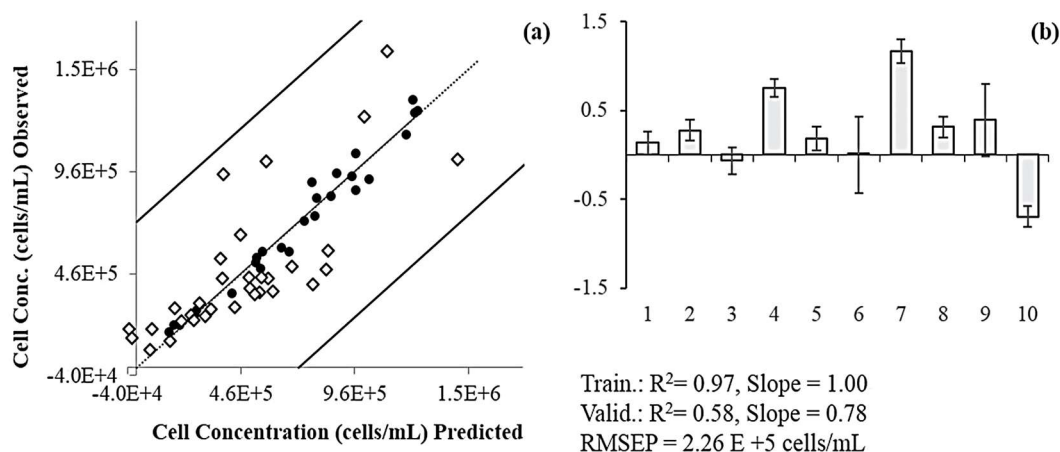 (a)
1.5E+6
9.6E+5
4.6E+5
-4.0E+4
-4.0E+4 4.6E+5 9.6E+5 1.5E+6
Cell Conc. (cells/mL) Observed
Cell Concentration (cells/mL) Predicted
(b)
1.5
0.5
-0.5
-1.5
1 2 3 4 5 6 7 8 9 10
Train.: R²= 0.97, Slope = 1.00
Valid.: R²= 0.58, Slope = 0.78
RMSEP = 2.26 E +5 cells/mL